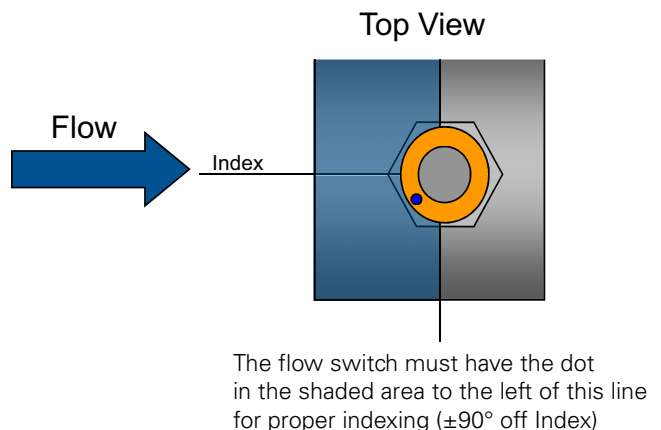 Top View
Flow
Index
The flow switch must have the dot
in the shaded area to the left of this line
for proper indexing (±90° off Index)